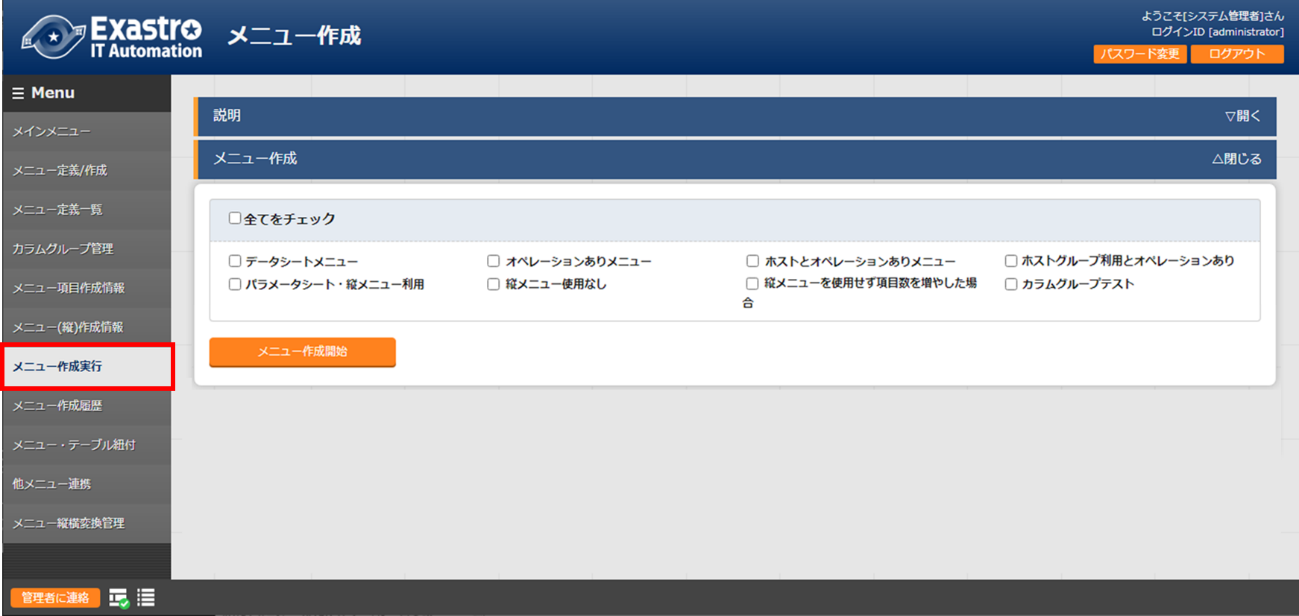 Exastro
IT Automation
メニュー作成
ようこそ[システム管理者]さん
ログインID [administrator]
パスワード変更
ログアウト
Menu
メインメニュー
メニュー定義/作成
メニュー定義一覧
カラムグループ管理
メニュー項目作成情報
メニュー(縦)作成情報
メニュー作成実行
メニュー作成履歴
メニュー・テーブル紐付
他メニュー連携
メニュー縦横変換管理
説明
▽開く
メニュー作成
△閉じる
全てをチェック
データシートメニュー
オペレーションありメニュー
ホストとオペレーションありメニュー
ホストグループ利用とオペレーションあり
パラメータシート・縦メニュー利用
縦メニュー使用なし
縦メニューを使用せず項目数を増やした場
合
カラムグループテスト
メニュー作成開始
管理者に連絡